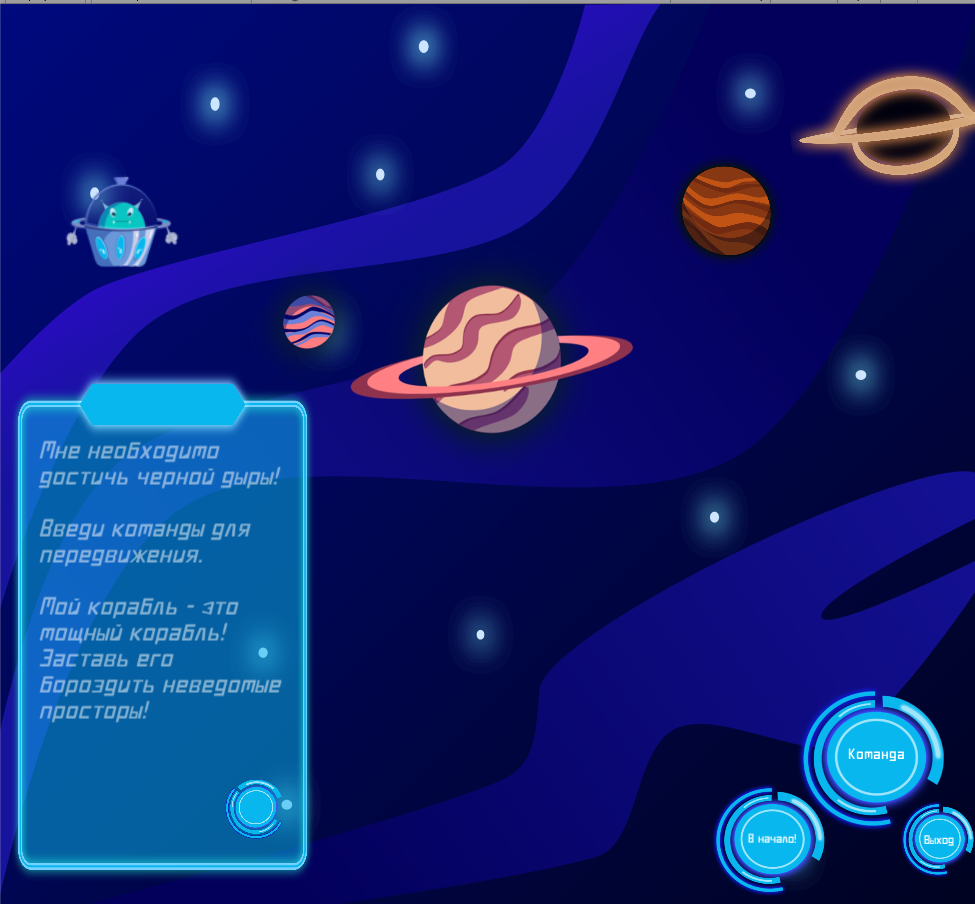 Мне необходимо
достичь черной дыры!
Введи команды для
передвижения.
Мой корабль - это
мощный корабль!
Заставь его
бороздить неведомые
просторы!
Команда
В начало!
Выход